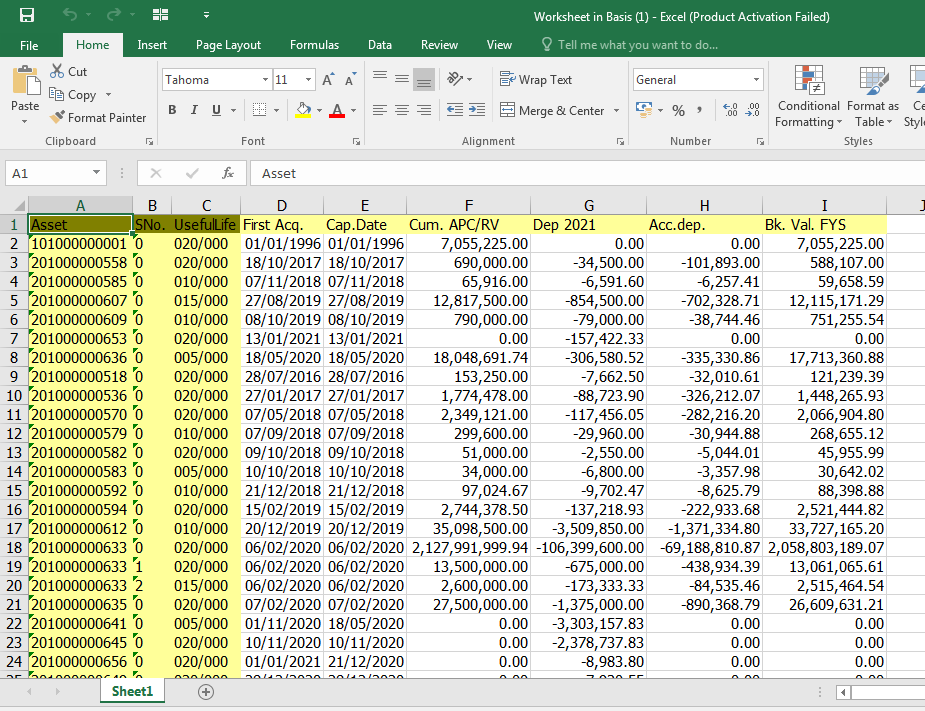 Worksheet in Basis (1) - Excel (Product Activation Failed)
File Home Insert Page Layout Formulas Data Review View Tell me what you want to do...
Paste
Cut
Copy
Format Painter
Clipboard
Tahoma 11
B I U
Font
Wrap Text
Merge & Center
Alignment
General
% ,
Number
Conditional Formatting
Format as Table
Styles
A1 fx Asset
A B C D E F G H I
1 Asset SNo. UsefulLife First Acq. Cap.Date Cum. APC/RV Dep 2021 Acc.dep. Bk. Val. FYS
2 101000000001 0 020/000 01/01/1996 01/01/1996 7,055,225.00 0.00 0.00 7,055,225.00
3 201000000558 0 020/000 18/10/2017 18/10/2017 690,000.00 -34,500.00 -101,893.00 588,107.00
4 201000000585 0 010/000 07/11/2018 07/11/2018 65,916.00 -6,591.60 -6,257.41 59,658.59
5 201000000607 0 015/000 27/08/2019 27/08/2019 12,817,500.00 -854,500.00 -702,328.71 12,115,171.29
6 201000000609 0 010/000 08/10/2019 08/10/2019 790,000.00 -79,000.00 -38,744.46 751,255.54
7 201000000653 0 020/000 13/01/2021 13/01/2021 0.00 -157,422.33 0.00 0.00
8 201000000636 0 005/000 18/05/2020 18/05/2020 18,048,691.74 -306,580.52 -335,330.86 17,713,360.88
9 201000000518 0 020/000 28/07/2016 28/07/2016 153,250.00 -7,662.50 -32,010.61 121,239.39
10 201000000536 0 020/000 27/01/2017 27/01/2017 1,774,478.00 -88,723.90 -326,212.07 1,448,265.93
11 201000000570 0 020/000 07/05/2018 07/05/2018 2,349,121.00 -117,456.05 -282,216.20 2,066,904.80
12 201000000579 0 010/000 07/09/2018 07/09/2018 299,600.00 -29,960.00 -30,944.88 268,655.12
13 201000000582 0 020/000 09/10/2018 09/10/2018 51,000.00 -2,550.00 -5,044.01 45,955.99
14 201000000583 0 005/000 10/10/2018 10/10/2018 34,000.00 -6,800.00 -3,357.98 30,642.02
15 201000000592 0 010/000 21/12/2018 21/12/2018 97,024.67 -9,702.47 -8,625.79 88,398.88
16 201000000594 0 020/000 15/02/2019 15/02/2019 2,744,378.50 -137,218.93 -222,933.68 2,521,444.82
17 201000000612 0 010/000 20/12/2019 20/12/2019 35,098,500.00 -3,509,850.00 -1,371,334.80 33,727,165.20
18 201000000633 0 020/000 06/02/2020 06/02/2020 2,127,991,999.94 -106,399,600.00 -69,188,810.87 2,058,803,189.07
19 201000000633 1 020/000 06/02/2020 06/02/2020 13,500,000.00 -675,000.00 -438,934.39 13,061,065.61
20 201000000633 2 015/000 06/02/2020 06/02/2020 2,600,000.00 -173,333.33 -84,535.46 2,515,464.54
21 201000000635 0 020/000 07/02/2020 07/02/2020 27,500,000.00 -1,375,000.00 -890,368.79 26,609,631.21
22 201000000641 0 005/000 01/11/2020 18/05/2020 0.00 -3,303,157.83 0.00 0.00
23 201000000645 0 020/000 10/11/2020 10/11/2020 0.00 -2,378,737.83 0.00 0.00
24 201000000656 0 020/000 01/01/2021 21/12/2020 0.00 -8,983.80 0.00 0.00
Sheet1